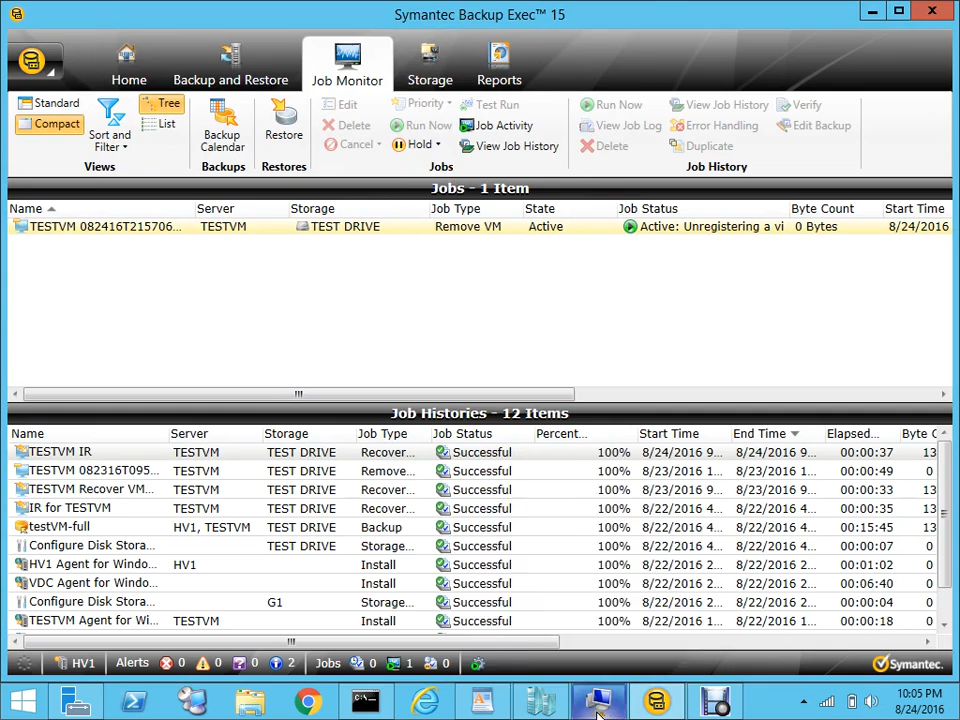 Symantec Backup Exec™ 15
Home
Backup and Restore
Job Monitor
Storage
Reports
Standard
Compact
Sort and
Filter
Tree
List
Views
Backup
Calendar
Backups
Restore
Restores
Edit
Delete
Cancel
Priority
Run Now
Hold
Test Run
Job Activity
View Job History
Jobs
Run Now
View Job Log
Delete
View Job History
Error Handling
Duplicate
Verify
Edit Backup
Job History
Jobs - 1 Item
Name Server Storage Job Type State Job Status Byte Count Start Time
TESTVM 082416T215706... TESTVM TEST DRIVE Remove VM Active Active: Unregistering a vi 0 Bytes 8/24/2016
Job Histories - 12 Items
Name Server Storage Job Type Job Status Percent... Start Time End Time Elapsed... Byte C
TESTVM IR TESTVM TEST DRIVE Recover... Successful 100% 8/24/2016 9... 8/24/2016 9... 00:00:37 13
TESTVM 082316T095... TESTVM TEST DRIVE Remove... Successful 100% 8/23/2016 1... 8/23/2016 1... 00:00:49 0
TESTVM Recover VM... TESTVM TEST DRIVE Recover... Successful 100% 8/23/2016 9... 8/23/2016 9... 00:00:33 13
IR for TESTVM TESTVM TEST DRIVE Recover... Successful 100% 8/22/2016 4... 8/22/2016 4... 00:00:35 13
testVM-full HV1, TESTVM TEST DRIVE Backup Successful 100% 8/22/2016 4... 8/22/2016 4... 00:15:45 13
Configure Disk Stora... TEST DRIVE Storage... Successful 100% 8/22/2016 4... 8/22/2016 4... 00:00:07 0
HV1 Agent for Windo... HV1 Install Successful 100% 8/22/2016 2... 8/22/2016 2... 00:01:02 0
VDC Agent for Windo... Install Successful 100% 8/22/2016 2... 8/22/2016 2... 00:06:40 0
Configure Disk Stora... G1 Storage... Successful 100% 8/22/2016 2... 8/22/2016 2... 00:00:04 0
TESTVM Agent for Wi... TESTVM Install Successful 100% 8/22/2016 2... 8/22/2016 2... 00:00:18 0
HV1 Alerts 0 0 0 2 Jobs 0 1 0 Symantec.
10:05 PM
8/24/2016